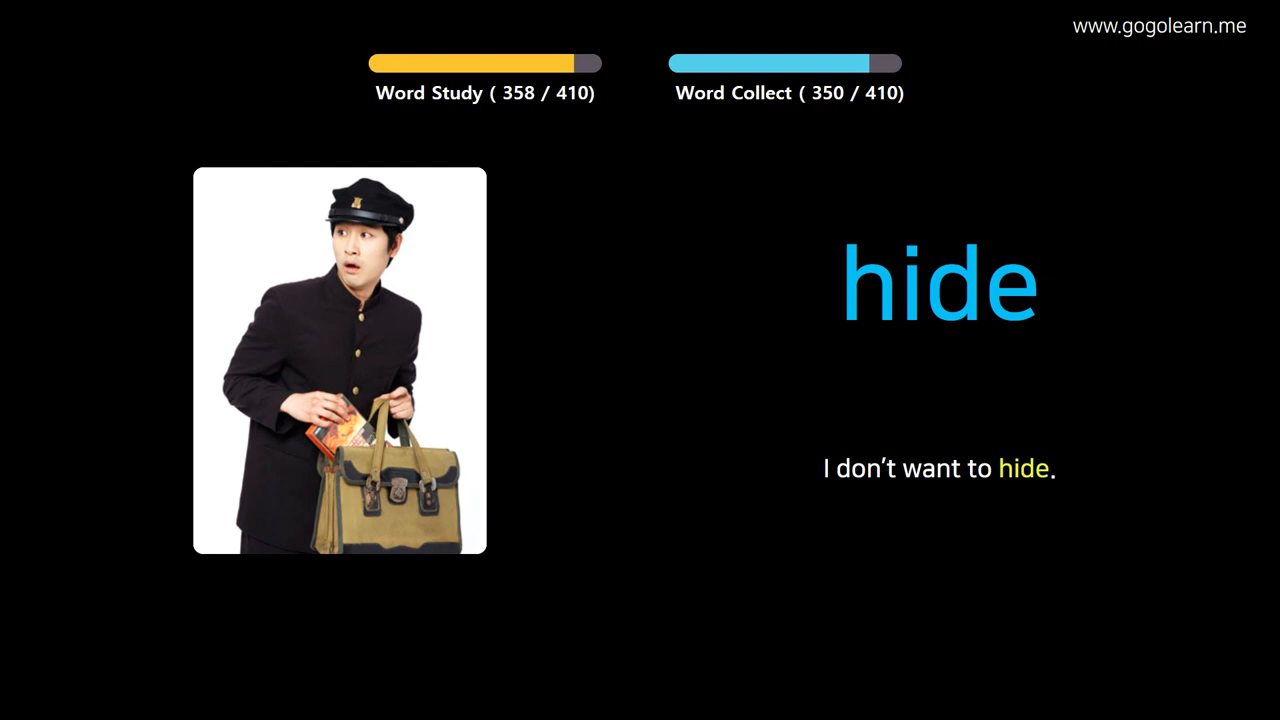 www.gogolearn.me
Word Study ( 358 / 410)
Word Collect ( 350 / 410)
hide
I don’t want to hide.